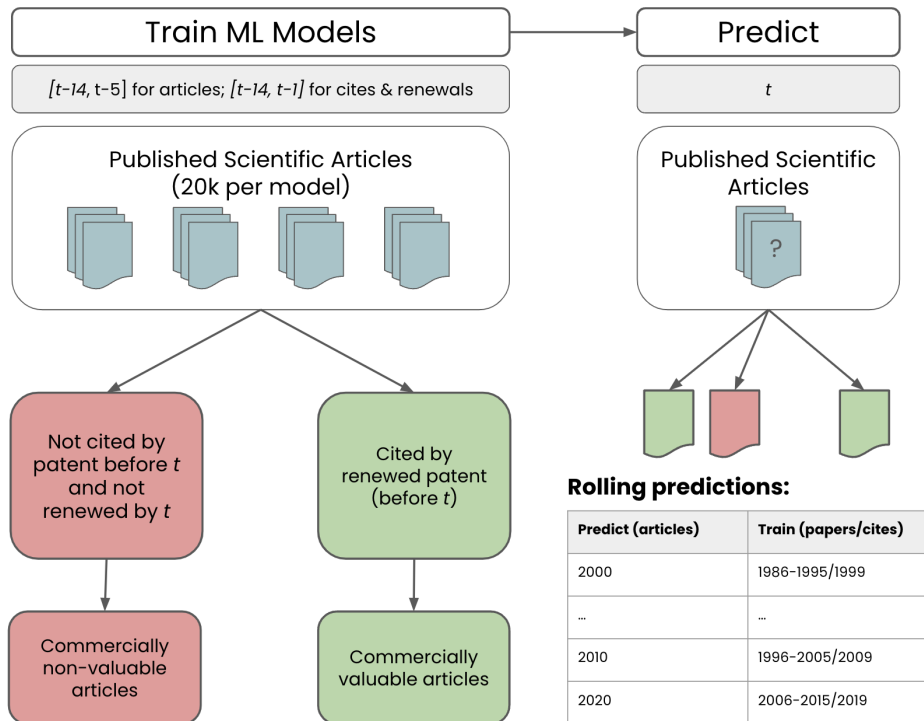 Train ML Models
Predict
[t-14, t-5] for articles; [t-14, t-1] for cites & renewals
t
Published Scientific Articles
(20k per model)
Published Scientific
Articles
?
Not cited by
patent before t
and not
renewed by t
Cited by
renewed patent
(before t)
Commercially
non-valuable
articles
Commercially
valuable articles
Rolling predictions:
Predict (articles) Train (papers/cites)
2000 1986-1995/1999
... ...
2010 1996-2005/2009
2020 2006-2015/2019